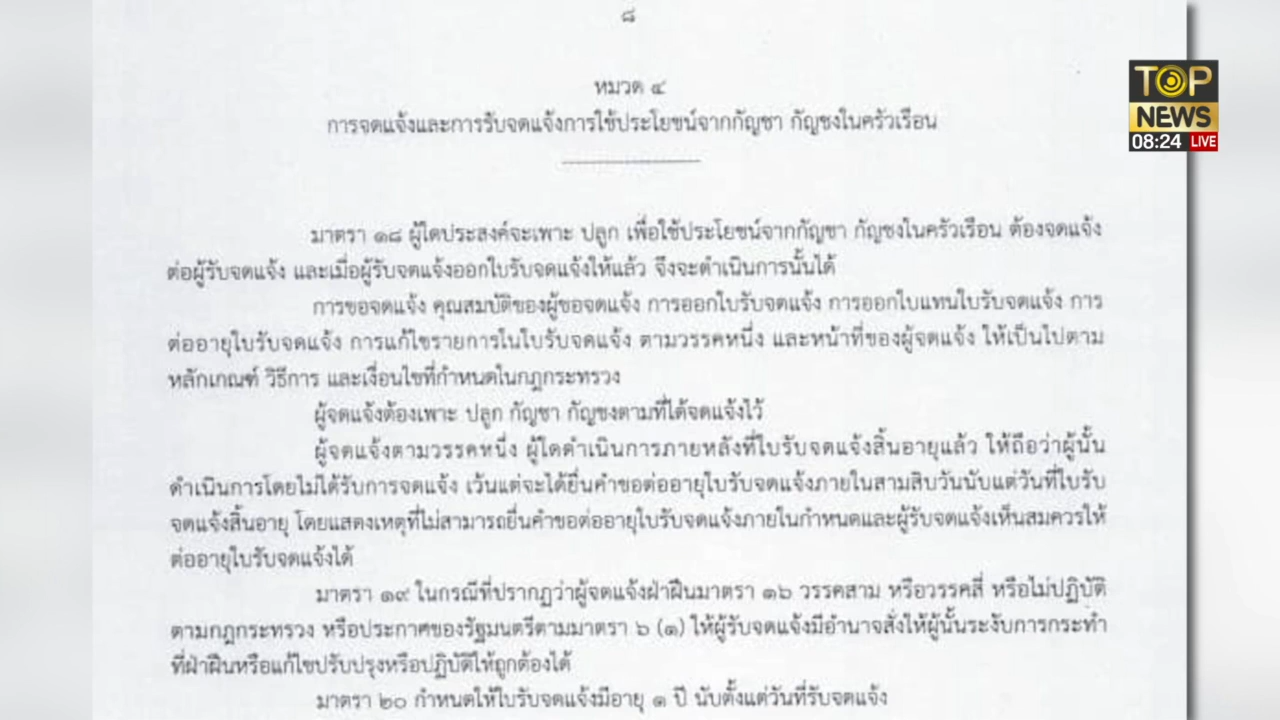 ๘
หมวด ๔
การจดแจ้งและการรับจดแจ้งการใช้ประโยชน์จากกัญชา กัญชงในครัวเรือน
TOP
NEWS
08:24 LIVE
มาตรา ๑๘ ผู้ใดประสงค์จะเพาะ ปลูก เพื่อใช้ประโยชน์จากกัญชา กัญชงในครัวเรือน ต้องจดแจ้ง
ต่อผู้รับจดแจ้ง และเมื่อผู้รับจดแจ้งออกใบรับจดแจ้งให้แล้ว จึงจะดำเนินการนั้นได้
การขอจดแจ้ง คุณสมบัติของผู้ขอจดแจ้ง การออกใบรับจดแจ้ง การออกใบแทนใบรับจดแจ้ง การ
ต่ออายุใบรับจดแจ้ง การแก้ไขรายการในใบรับจดแจ้ง ตามวรรคหนึ่ง และหน้าที่ของผู้จดแจ้ง ให้เป็นไปตาม
หลักเกณฑ์ วิธีการ และเงื่อนไขที่กำหนดในกฎกระทรวง
ผู้จดแจ้งต้องเพาะ ปลูก กัญชา กัญชงตามที่ได้จดแจ้งไว้
ผู้จดแจ้งตามวรรคหนึ่ง ผู้ใดดำเนินการภายหลังที่ใบรับจดแจ้งสิ้นอายุแล้ว ให้ถือว่าผู้นั้น
ดำเนินการโดยไม่ได้รับการจดแจ้ง เว้นแต่จะได้ยื่นคำขอต่ออายุใบรับจดแจ้งภายในสามสิบวันนับแต่วันที่ใบรับ
จดแจ้งสิ้นอายุ โดยแสดงเหตุที่ไม่สามารถยื่นคำขอต่ออายุใบรับจดแจ้งภายในกำหนดและผู้รับจดแจ้งเห็นสมควรให้
ต่ออายุใบรับจดแจ้งได้
มาตรา ๑๙ ในกรณีที่ปรากฏว่าผู้จดแจ้งฝ่าฝืนมาตรา ๑๖ วรรคสาม หรือวรรคสี่ หรือไม่ปฏิบัติ
ตามกฎกระทรวง หรือประกาศของรัฐมนตรีตามมาตรา ๖ (๑) ให้ผู้รับจดแจ้งมีอำนาจสั่งให้ผู้นั้นระงับการกระทำ
ที่ฝ่าฝืนหรือแก้ไขปรับปรุงหรือปฏิบัติให้ถูกต้องได้
มาตรา ๒๐ กำหนดให้ใบรับจดแจ้งมีอายุ ๑ ปี นับตั้งแต่วันที่รับจดแจ้ง